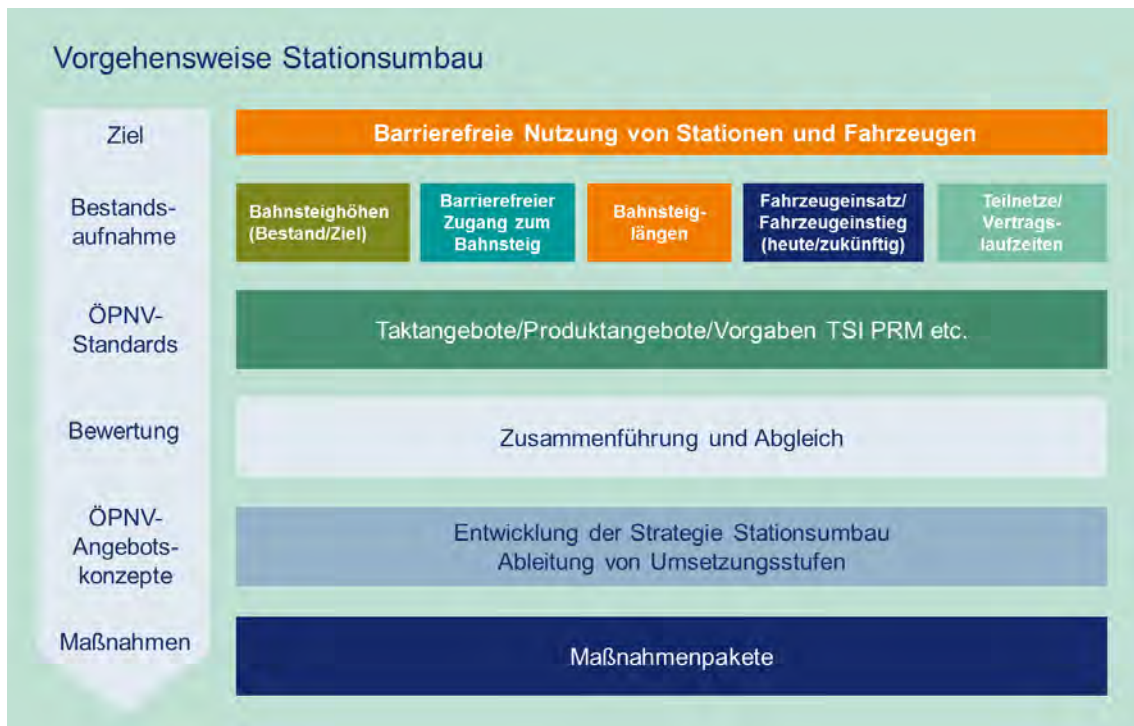 Vorgehensweise Stationsumbau
Ziel
Barrierefreie Nutzung von Stationen und Fahrzeugen
Bestands-
aufnahme
Bahnsteighöhen
(Bestand/Ziel)
Barrierefreier
Zugang zum
Bahnsteig
Bahnsteig-
längen
Fahrzeugeinsatz/
Fahrzeugeinstieg
(heute/zukünftig)
Teilnetze/
Vertrags-
laufzeiten
ÖPNV-
Standards
Taktangebote/Produktangebote/Vorgaben TSI PRM etc.
Bewertung
Zusammenführung und Abgleich
ÖPNV-
Angebots-
konzepte
Entwicklung der Strategie Stationsumbau
Ableitung von Umsetzungsstufen
Maßnahmen
Maßnahmenpakete